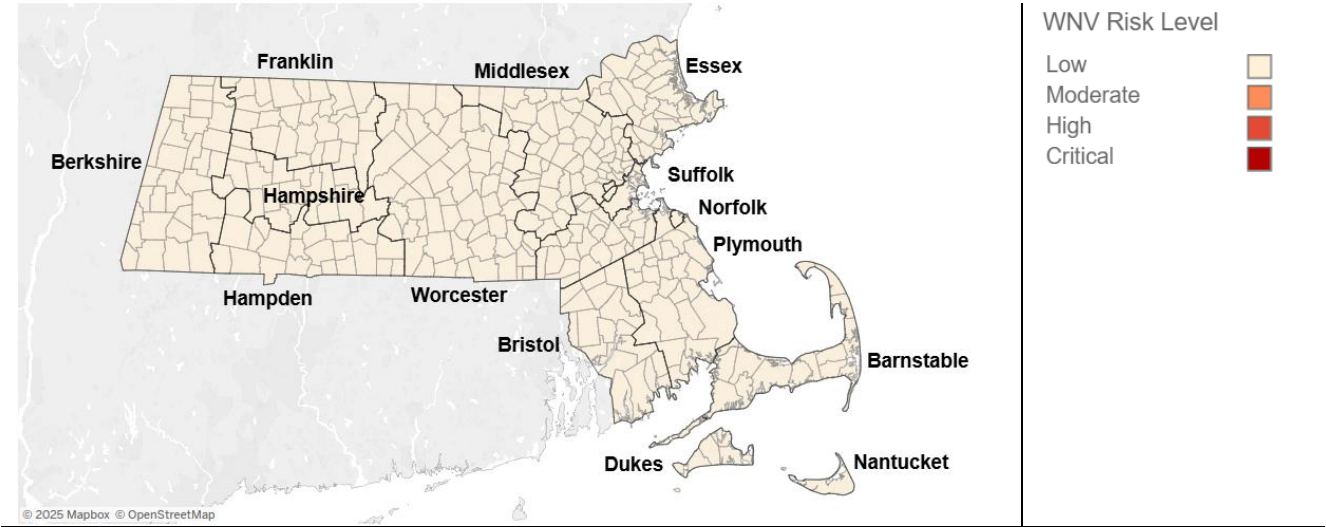 WNV Risk Level
Low
Moderate
High
Critical
Franklin
Middlesex
Essex
Berkshire
Suffolk
Hampshire
Norfolk
Plymouth
Hampden
Worcester
Bristol
Barnstable
Dukes
Nantucket
© 2025 Mapbox © OpenStreetMap